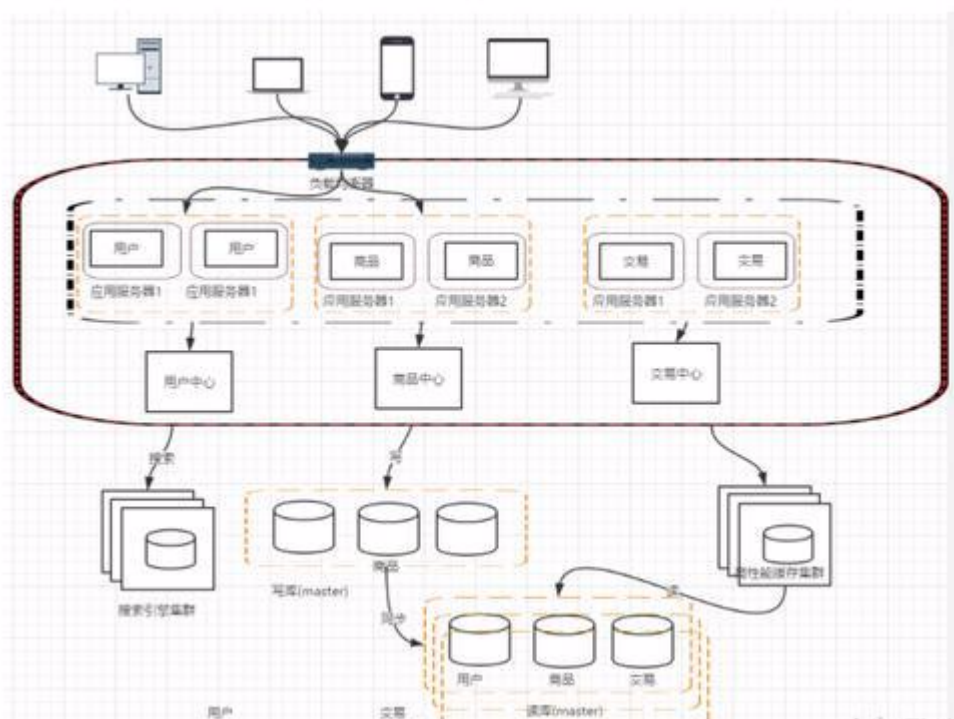 用户
用户
商品
商品
交易
交易
应用服务器1
应用服务器1
应用服务器1
应用服务器2
应用服务器1
应用服务器2
用户中心
商品中心
交易中心
搜索
写
商品
高性能缓存集群
写库(master)
读
搜索引擎集群
同步
用户
商品
交易
用户
交易
读库(master)